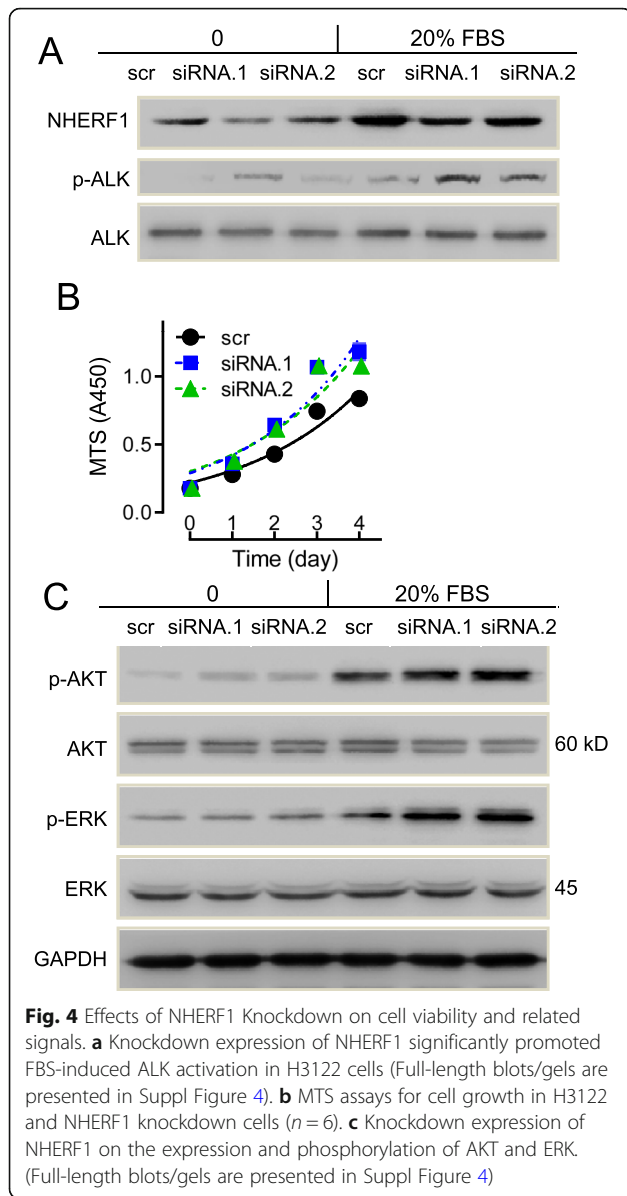 A
0 20% FBS
scr siRNA.1 siRNA.2 scr siRNA.1 siRNA.2
NHERF1
p-ALK
ALK
B
scr
siRNA.1
siRNA.2
MTS (A450)
1.0
0.5
0.0
0 1 2 3 4
Time (day)
C
0 20% FBS
scr siRNA.1 siRNA.2 scr siRNA.1 siRNA.2
p-AKT
AKT 60 kD
p-ERK
ERK 45
GAPDH
Fig. 4 Effects of NHERF1 Knockdown on cell viability and related
signals. a Knockdown expression of NHERF1 significantly promoted
FBS-induced ALK activation in H3122 cells (Full-length blots/gels are
presented in Suppl Figure 4). b MTS assays for cell growth in H3122
and NHERF1 knockdown cells (n = 6). c Knockdown expression of
NHERF1 on the expression and phosphorylation of AKT and ERK.
(Full-length blots/gels are presented in Suppl Figure 4)